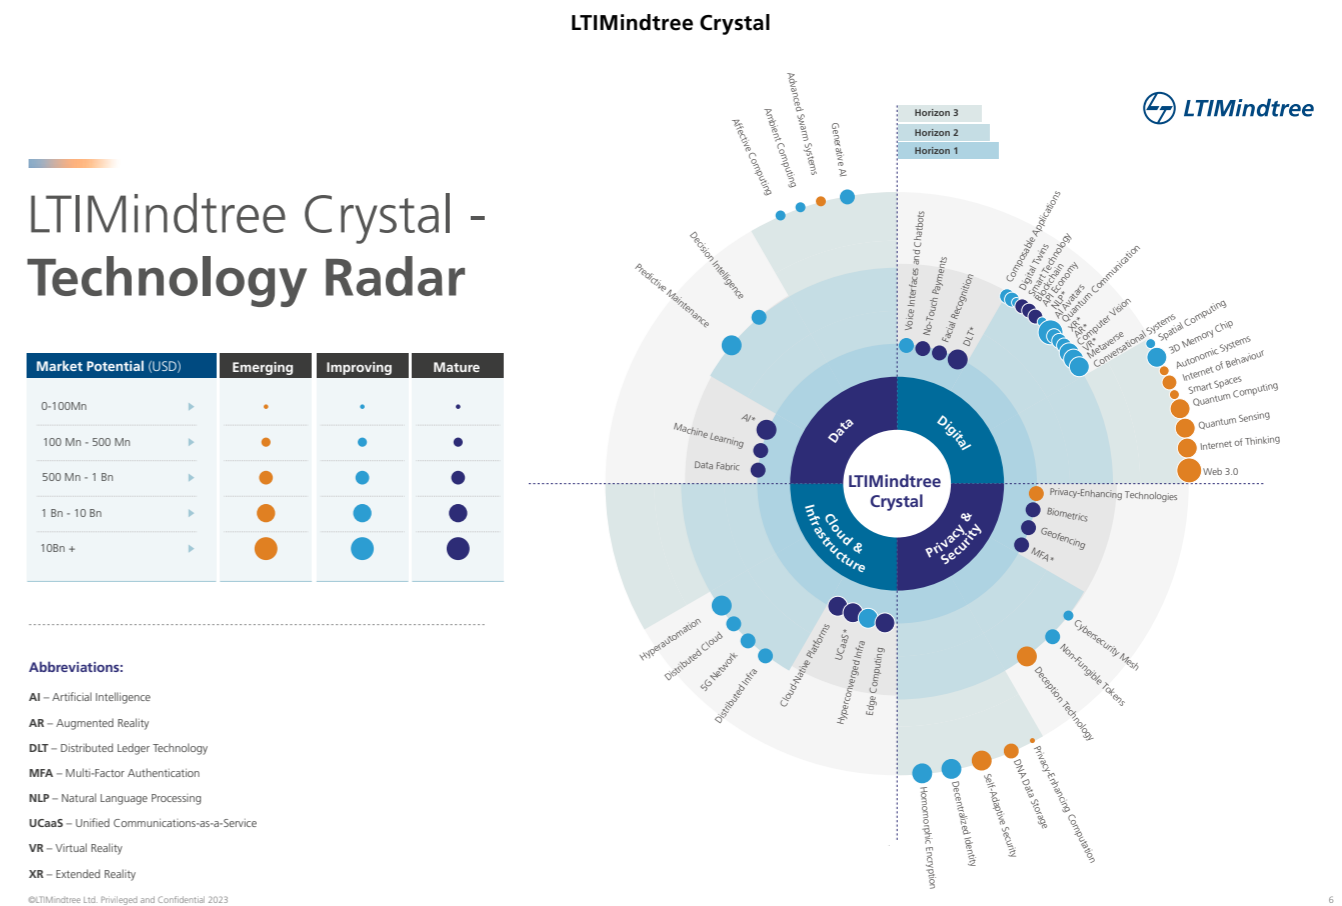 LTIMindtree Crystal
LTIMindtree
LTIMindtree Crystal -
Technology Radar
Market Potential (USD)
Emerging
Improving
Mature
0-100Mn
100 Mn - 500 Mn
500 Mn - 1 Bn
1 Bn - 10 Bn
10Bn +
Abbreviations:
AI – Artificial Intelligence
AR – Augmented Reality
DLT – Distributed Ledger Technology
MFA – Multi-Factor Authentication
NLP – Natural Language Processing
UCaaS – Unified Communications-as-a-Service
VR – Virtual Reality
XR – Extended Reality
Horizon 3
Horizon 2
Horizon 1
LTIMindtree
Crystal
Data
Digital
Cloud &
Infrastructure
Privacy &
Security
Data Fabric
Machine Learning
AI*
Predictive Maintenance
Decision Intelligence
Affective Computing
Ambient Computing
Advanced Swarm Systems
Generative AI
Voice Interfaces and Chatbots
No-Touch Payments
Facial Recognition
DLT*
Composable Applications
Digital Twins
Smart Technology
Blockchain
API Economy
NLP*
AI Avatars
Quantum Communication
XR*
AR*
Computer Vision
VR*
Metaverse
Conversational Systems
Spatial Computing
3D Memory Chip
Autonomic Systems
Internet of Behaviour
Smart Spaces
Quantum Computing
Quantum Sensing
Internet of Thinking
Web 3.0
Privacy-Enhancing Technologies
Biometrics
Geofencing
MFA*
Cybersecurity Mesh
Non-Fungible Tokens
Deception Technology
Privacy-Enhancing Computation
DNA Data Storage
Self-Adaptive Security
Decentralized Identity
Homomorphic Encryption
Edge Computing
Hyperconverged Infra
UCaaS*
Cloud-Native Platforms
Distributed Infra
5G Network
Distributed Cloud
Hyperautomation
©LTIMindtree Ltd. Privileged and Confidential 2023
6